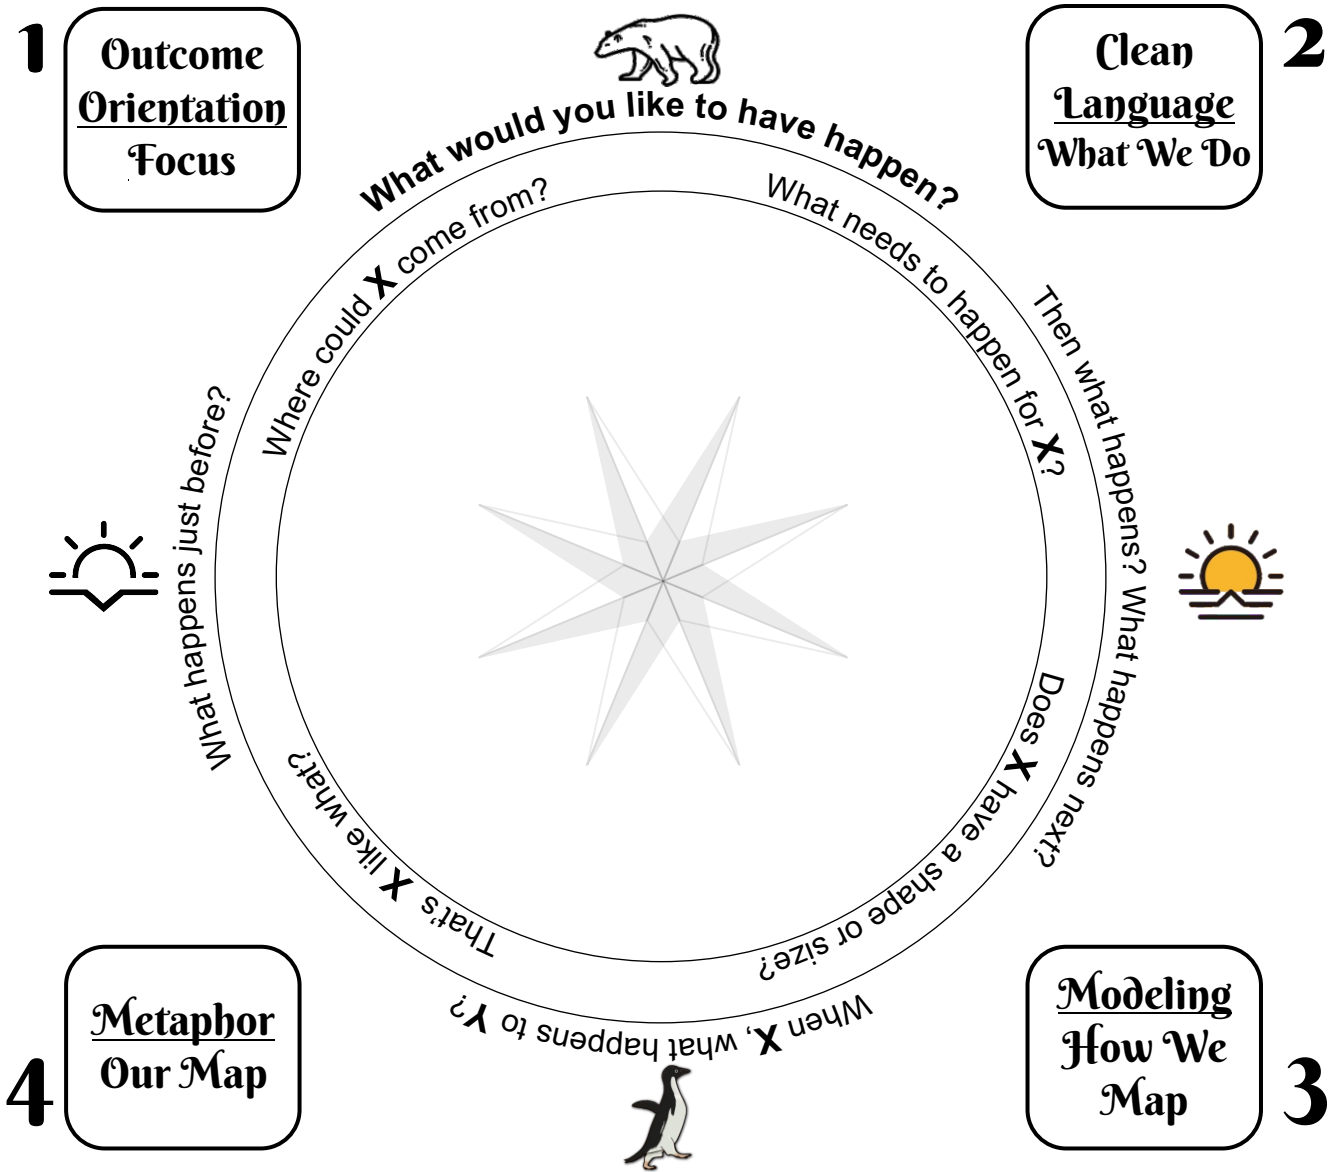 1
Outcome
Orientation
Focus
2
Clean
Language
What We Do
What would you like to have happen?
Where could X come from?
What needs to happen for X?
Then what happens? What happens next?
What happens just before?
Does X have a shape or size?
That's X like what?
When X, what happens to Y?
4
Metaphor
Our Map
Modeling
How We
Map
3